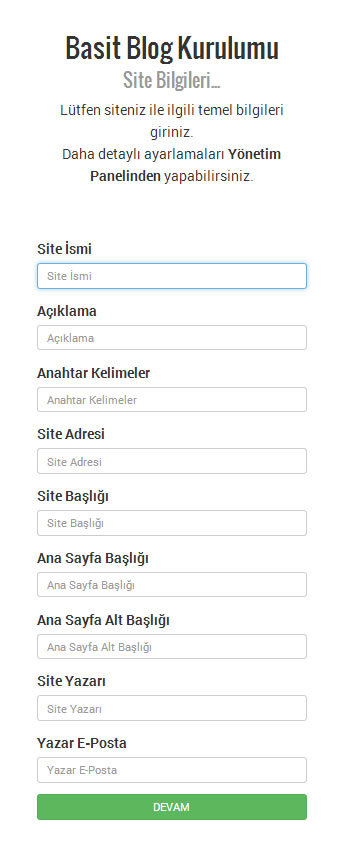 Basit Blog Kurulumu
Site Bilgileri...
Lütfen siteniz ile ilgili temel bilgileri
giriniz.
Daha detaylı ayarlamaları Yönetim
Panelinden yapabilirsiniz.
Site İsmi
Site İsmi
Açıklama
Açıklama
Anahtar Kelimeler
Anahtar Kelimeler
Site Adresi
Site Adresi
Site Başlığı
Site Başlığı
Ana Sayfa Başlığı
Ana Sayfa Başlığı
Ana Sayfa Alt Başlığı
Ana Sayfa Alt Başlığı
Site Yazarı
Site Yazarı
Yazar E-Posta
Yazar E-Posta
DEVAM